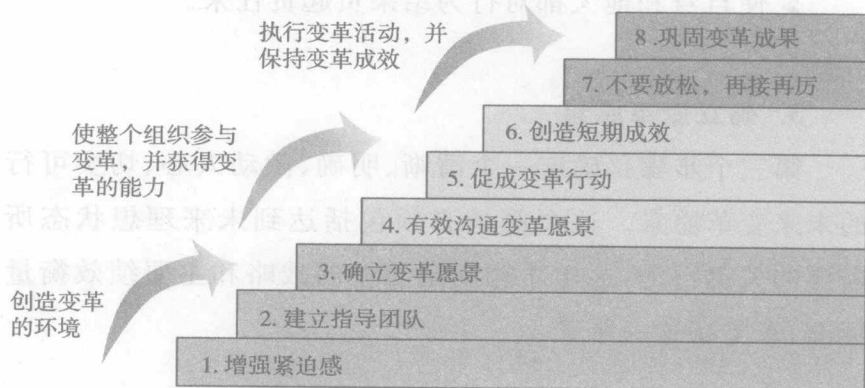 执行变革活动，并
保持变革成效
使整个组织参与
变革，并获得变
革的能力
创造变革
的环境
8 .巩固变革成果
7. 不要放松，再接再厉
6. 创造短期成效
5. 促成变革行动
4. 有效沟通变革愿景
3. 确立变革愿景
2. 建立指导团队
1. 增强紧迫感